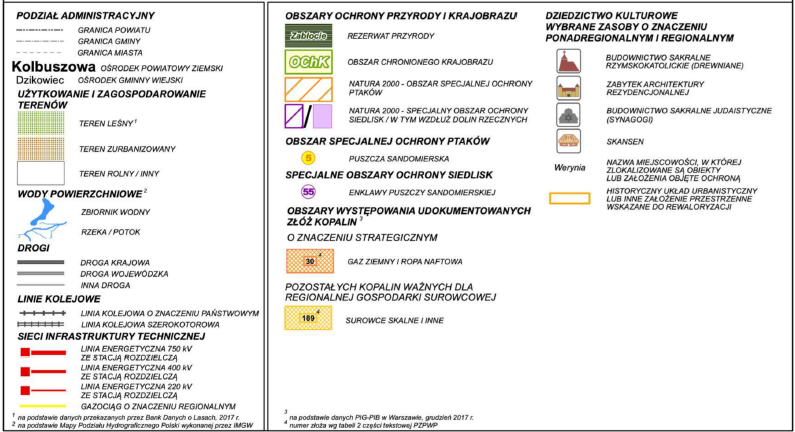 PODZIAŁ ADMINISTRACYJNY
GRANICA POWIATU
GRANICA GMINY
GRANICA MIASTA
Kolbuszowa OŚRODEK POWIATOWY ZIEMSKI
Dzikowiec OŚRODEK GMINNY WIEJSKI
UŻYTKOWANIE I ZAGOSPODAROWANIE
TERENÓW
TEREN LEŚNY 1
TEREN ZURBANIZOWANY
TEREN ROLNY / INNY
WODY POWIERZCHNIOWE 2
ZBIORNIK WODNY
RZEKA / POTOK
DROGI
DROGA KRAJOWA
DROGA WOJEWÓDZKA
INNA DROGA
LINIE KOLEJOWE
LINIA KOLEJOWA O ZNACZENIU PAŃSTWOWYM
LINIA KOLEJOWA SZEROKOTOROWA
SIECI INFRASTRUKTURY TECHNICZNEJ
LINIA ENERGETYCZNA 750 kV
ZE STACJĄ ROZDZIELCZĄ
LINIA ENERGETYCZNA 400 kV
ZE STACJĄ ROZDZIELCZĄ
LINIA ENERGETYCZNA 220 kV
ZE STACJĄ ROZDZIELCZĄ
GAZOCIĄG O ZNACZENIU REGIONALNYM
1 na podstawie danych przekazanych przez Bank Danych o Lasach, 2017 r.
2 na podstawie Mapy Podziału Hydrograficznego Polski wykonanej przez IMGW
OBSZARY OCHRONY PRZYRODY I KRAJOBRAZU
Zabłocie REZERWAT PRZYRODY
OChK OBSZAR CHRONIONEGO KRAJOBRAZU
NATURA 2000 - OBSZAR SPECJALNEJ OCHRONY
PTAKÓW
NATURA 2000 - SPECJALNY OBSZAR OCHRONY
SIEDLISK / W TYM WZDŁUŻ DOLIN RZECZNYCH
OBSZAR SPECJALNEJ OCHRONY PTAKÓW
5 PUSZCZA SANDOMIERSKA
SPECJALNE OBSZARY OCHRONY SIEDLISK
55 ENKLAWY PUSZCZY SANDOMIERSKIEJ
OBSZARY WYSTĘPOWANIA UDOKUMENTOWANYCH
ZŁÓŻ KOPALIN 3
O ZNACZENIU STRATEGICZNYM
30 4 GAZ ZIEMNY I ROPA NAFTOWA
POZOSTAŁYCH KOPALIN WAŻNYCH DLA
REGIONALNEJ GOSPODARKI SUROWCOWEJ
189 4 SUROWCE SKALNE I INNE
3 na podstawie danych PIG-PIB w Warszawie, grudzień 2017 r.
4 numer złoża wg tabeli 2 części tekstowej PZPWP
DZIEDZICTWO KULTUROWE
WYBRANE ZASOBY O ZNACZENIU
PONADREGIONALNYM I REGIONALNYM
BUDOWNICTWO SAKRALNE
RZYMSKOKATOLICKIE (DREWNIANE)
ZABYTEK ARCHITEKTURY
REZYDENCJONALNEJ
BUDOWNICTWO SAKRALNE JUDAISTYCZNE
(SYNAGOGI)
SKANSEN
Werynia NAZWA MIEJSCOWOŚCI, W KTÓREJ
ZLOKALIZOWANE SĄ OBIEKTY
LUB ZAŁOŻENIA OBJĘTE OCHRONĄ
HISTORYCZNY UKŁAD URBANISTYCZNY
LUB INNE ZAŁOŻENIE PRZESTRZENNE
WSKAZANE DO REWALORYZACJI